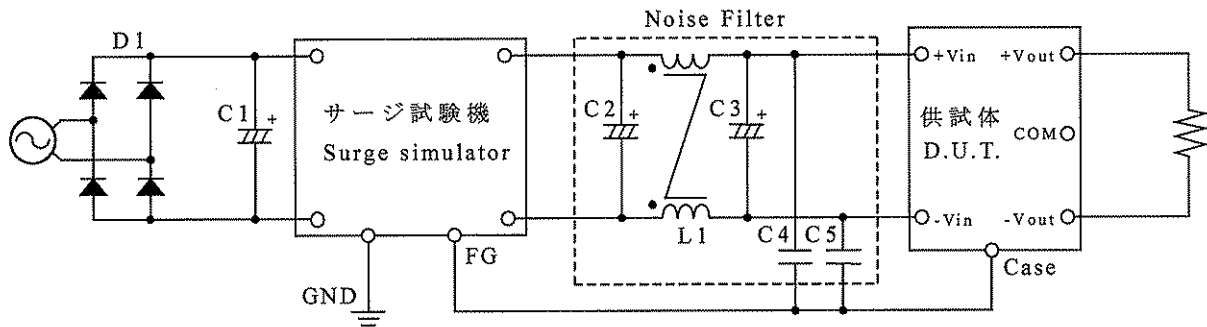 Noise Filter
D1
C1
+
サージ試験機
Surge simulator
C2
+
C3
+
L1
C4
C5
+Vin
+Vout
供試体
D.U.T.
COM
-Vin
-Vout
FG
GND
Case